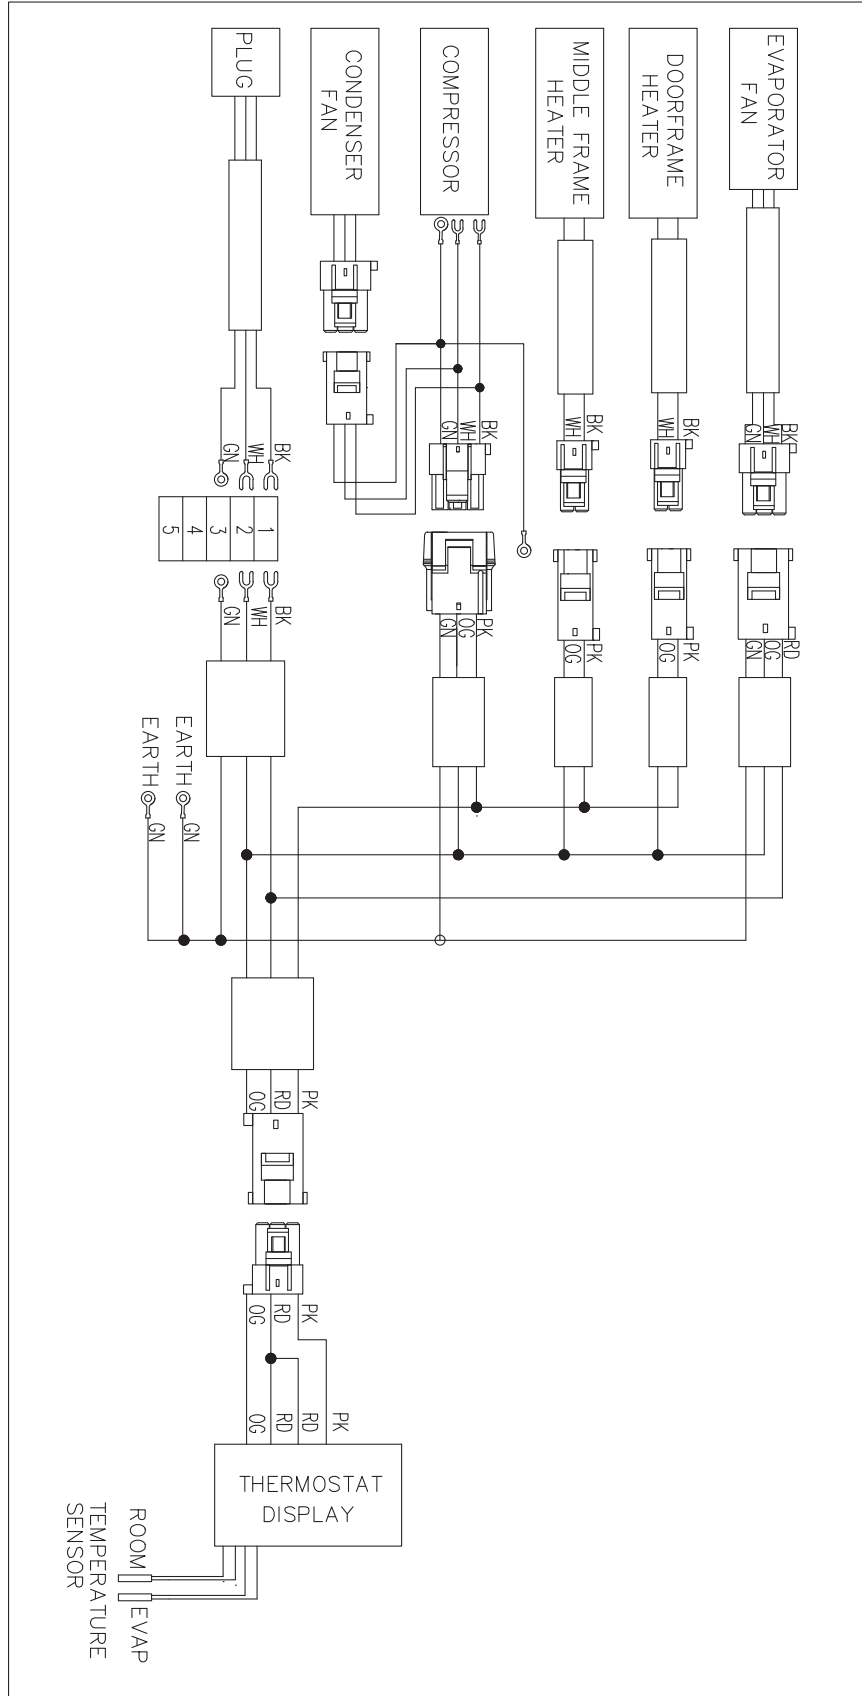 PLUG
CONDENSER
FAN
COMPRESSOR
MIDDLE FRAME
HEATER
DOORFRAME
HEATER
EVAPORATOR
FAN
GN
WH
BK
GN
WH
BK
WH
BK
WH
BK
GN
WH
BK
5
4
3
2
1
GN
WH
BK
GN
OG
PK
OG
PK
OG
PK
GN
OG
RD
EARTH
EARTH
GN
GN
OG
RD
PK
OG
RD
PK
OG
RD
RD
PK
THERMOSTAT
DISPLAY
ROOM
EVAP
TEMPERATURE
SENSOR